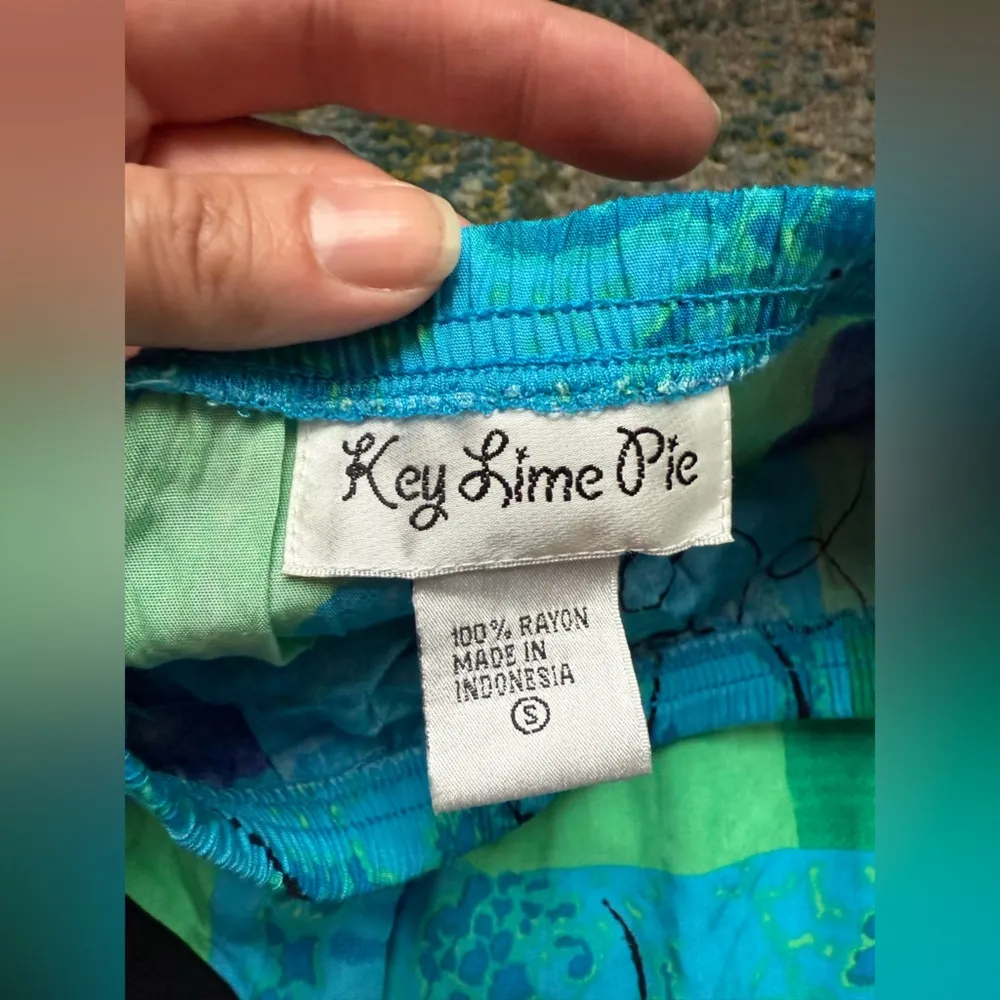 Key Lime Pie
100% RAYON
MADE IN
INDONESIA
S